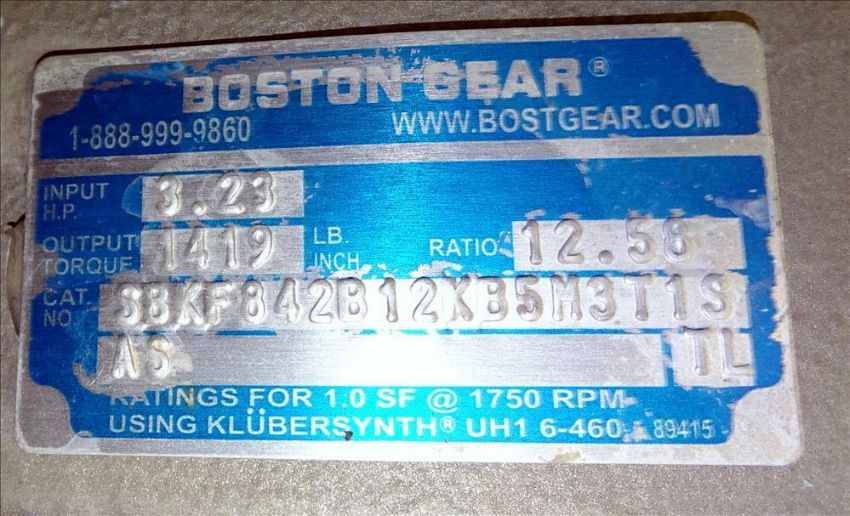 BOSTON GEAR®
1-888-999-9860 WWW.BOSTGEAR.COM
INPUT H.P. 3.23
OUTPUT TORQUE 1419 LB. INCH RATIO 12.58
CAT. NO SBKF842B12KB5M3T1S
AS TL
RATINGS FOR 1.0 SF @ 1750 RPM
USING KLÜBERSYNTH® UH1 6-460 89415